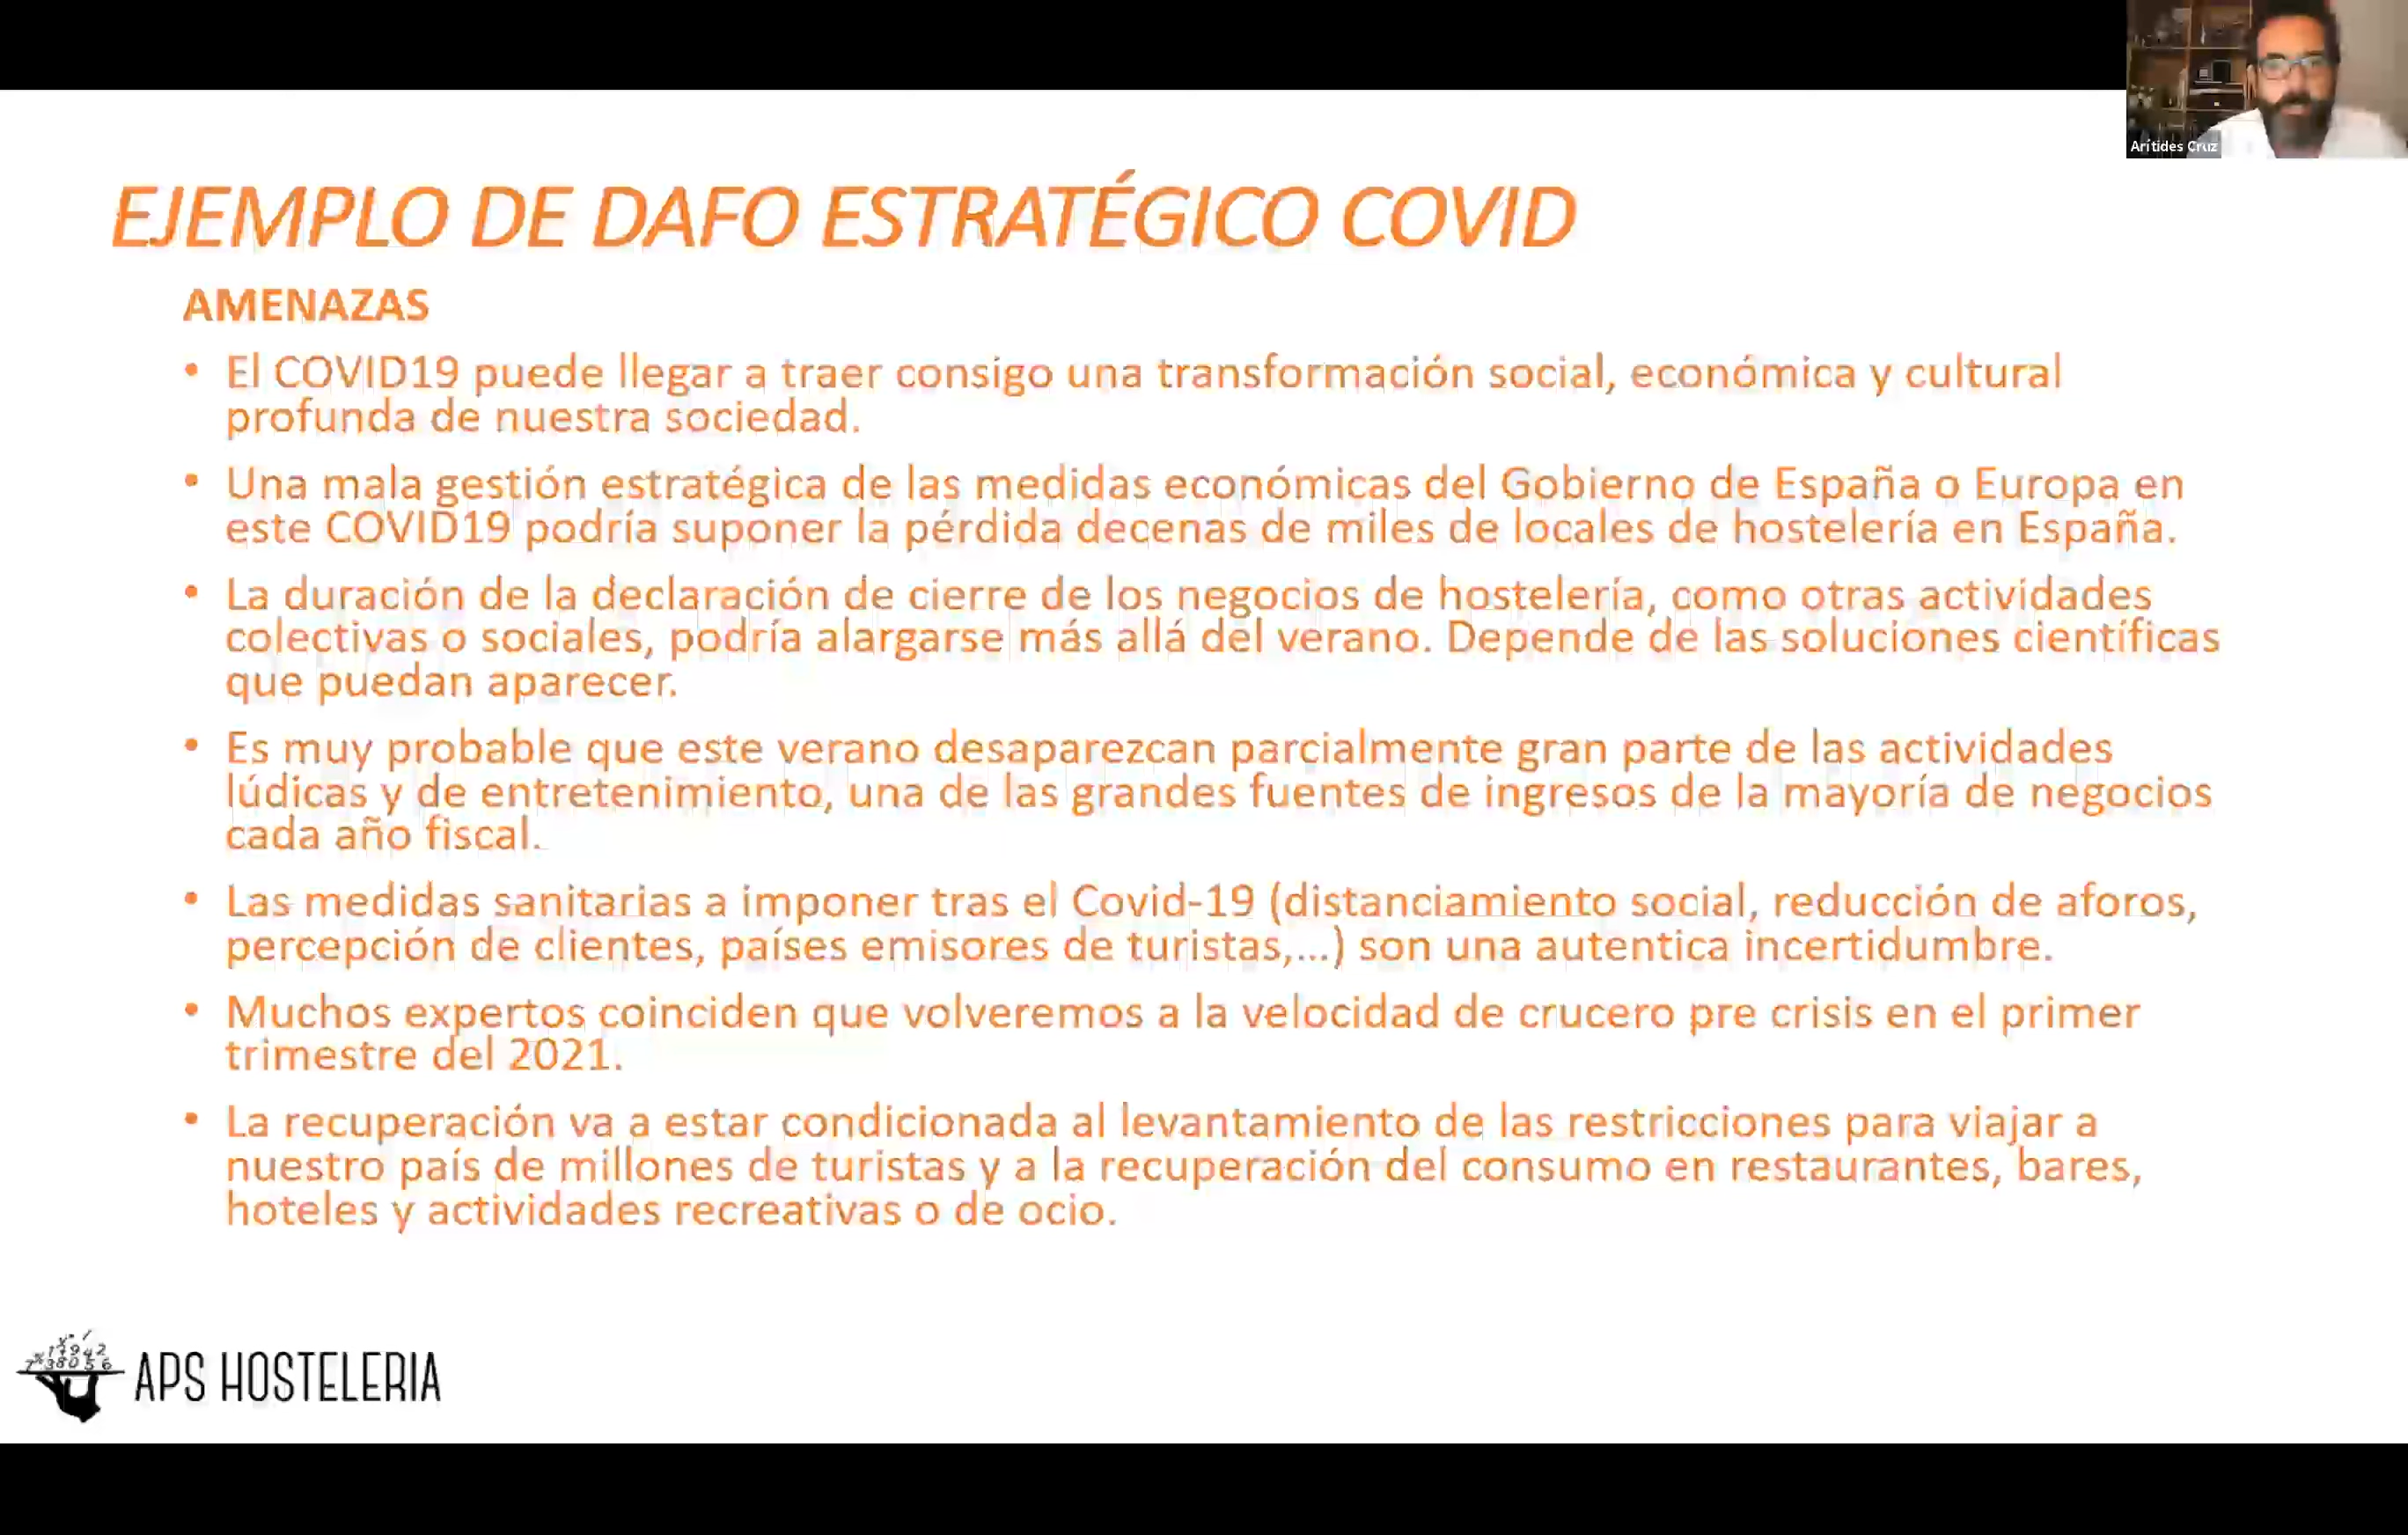 Arítides Cruz
EJEMPLO DE DAFO ESTRATÉGICO COVID
AMENAZAS
• El COVID19 puede llegar a traer consigo una transformación social, económica y cultural
profunda de nuestra sociedad.
• Una mala gestión estratégica de las medidas económicas del Gobierno de España o Europa en
este COVID19 podría suponer la pérdida decenas de miles de locales de hostelería en España.
• La duración de la declaración de cierre de los negocios de hostelería, como otras actividades
colectivas o sociales, podría alargarse más allá del verano. Depende de las soluciones científicas
que puedan aparecer.
• Es muy probable que este verano desaparezcan parcialmente gran parte de las actividades
lúdicas y de entretenimiento, una de las grandes fuentes de ingresos de la mayoría de negocios
cada año fiscal.
• Las medidas sanitarias a imponer tras el Covid-19 (distanciamiento social, reducción de aforos,
percepción de clientes, países emisores de turistas,...) son una autentica incertidumbre.
• Muchos expertos coinciden que volveremos a la velocidad de crucero pre crisis en el primer
trimestre del 2021.
• La recuperación va a estar condicionada al levantamiento de las restricciones para viajar a
nuestro país de millones de turistas y a la recuperación del consumo en restaurantes, bares,
hoteles y actividades recreativas o de ocio.
APS HOSTELERIA